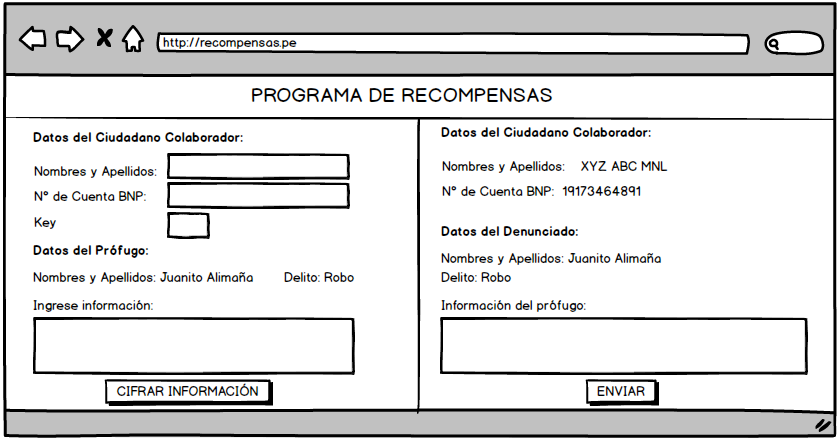 http://recompensas.pe
PROGRAMA DE RECOMPENSAS
Datos del Ciudadano Colaborador:
Nombres y Apellidos:
N° de Cuenta BNP:
Key
Datos del Prófugo:
Nombres y Apellidos: Juanito Alimaña Delito: Robo
Ingrese información:
CIFRAR INFORMACIÓN
Datos del Ciudadano Colaborador:
Nombres y Apellidos: XYZ ABC MNL
N° de Cuenta BNP: 19173464891
Datos del Denunciado:
Nombres y Apellidos: Juanito Alimaña
Delito: Robo
Información del prófugo:
ENVIAR